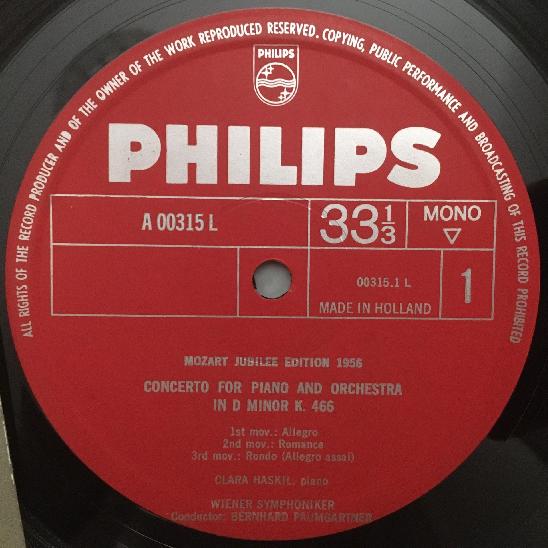 ALL RIGHTS OF THE RECORD PRODUCER AND OF THE OWNER OF THE WORK REPRODUCED RESERVED. COPYING, PUBLIC PERFORMANCE AND BROADCASTING OF THIS RECORD PROHIBITED
PHILIPS
PHILIPS
A 00315 L
33 1/3
MONO
▽
00315.1 L
1
MADE IN HOLLAND
MOZART JUBILEE EDITION 1956
CONCERTO FOR PIANO AND ORCHESTRA
IN D MINOR K. 466
1st mov.: Allegro
2nd mov.: Romance
3rd mov.: Rondo (Allegro assai)
CLARA HASKIL, piano
WIENER SYMPHONIKER
Conductor: BERNHARD PAUMGARTNER